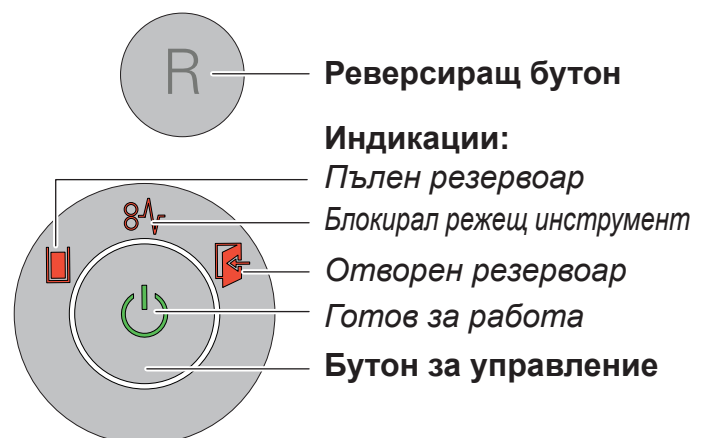 R
Реверсиращ бутон
Индикации:
Пълен резервоар
Блокирал режещ инструмент
Отворен резервоар
Готов за работа
Бутон за управление